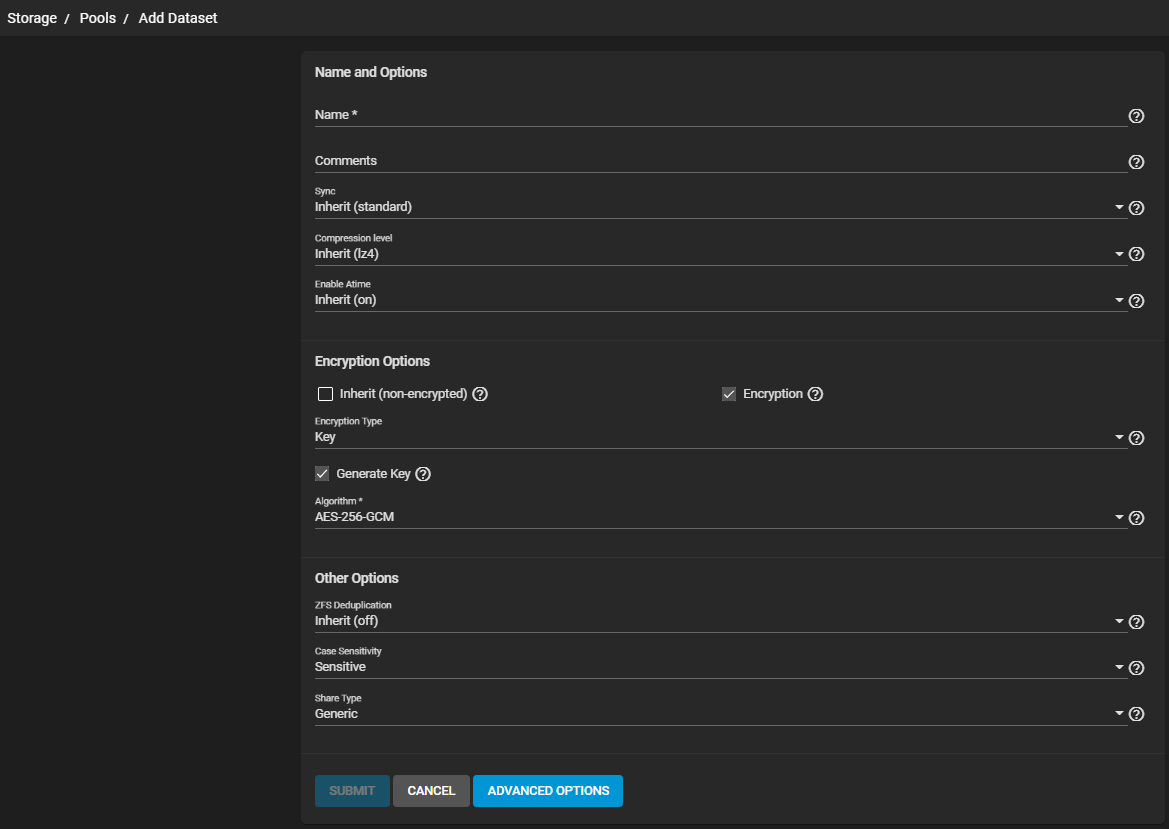 Storage / Pools / Add Dataset
Name and Options
Name *
Comments
Sync
Inherit (standard)
Compression level
Inherit (lz4)
Enable Atime
Inherit (on)
Encryption Options
Inherit (non-encrypted) Encryption
Encryption Type
Key
Generate Key
Algorithm *
AES-256-GCM
Other Options
ZFS Deduplication
Inherit (off)
Case Sensitivity
Sensitive
Share Type
Generic
SUBMIT CANCEL ADVANCED OPTIONS